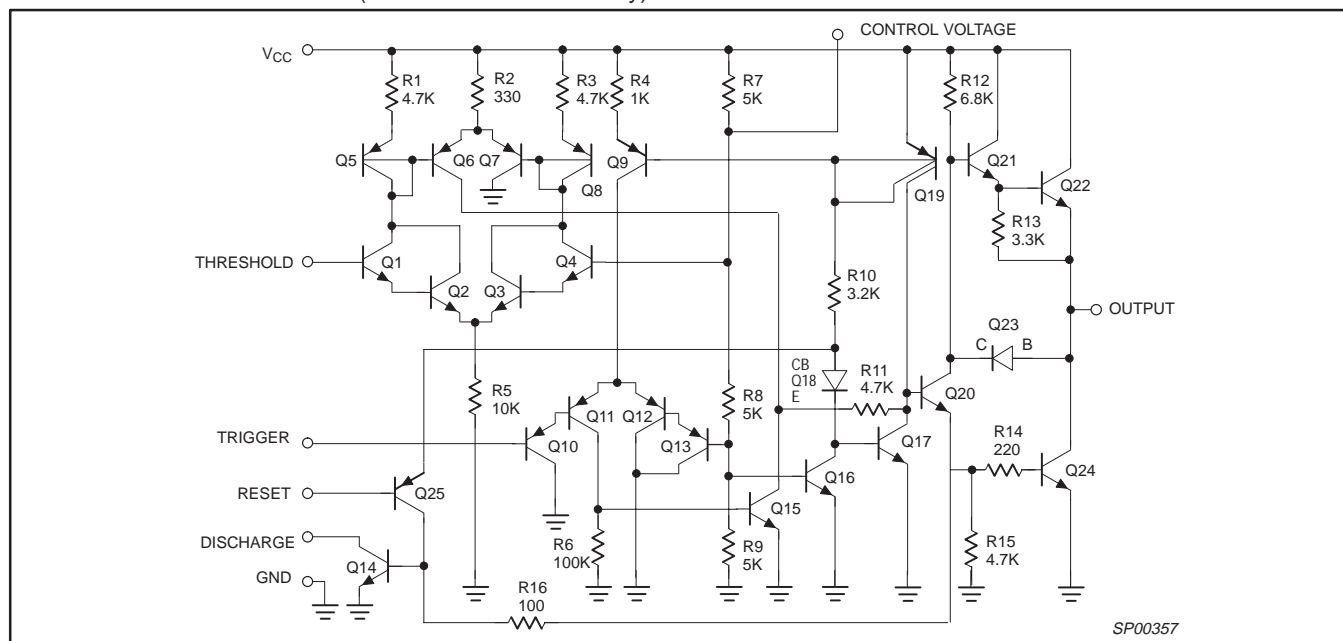 CONTROL VOLTAGE
VCC
R1
4.7K
R2
330
R3
4.7K
R4
1K
R7
5K
R12
6.8K
Q5
Q6
Q7
Q8
Q9
Q19
Q21
Q22
R13
3.3K
THRESHOLD
Q1
Q2
Q3
Q4
R10
3.2K
OUTPUT
Q23
C
B
CB
Q18
E
R11
4.7K
Q20
R5
10K
Q11
Q12
R8
5K
TRIGGER
Q10
Q13
Q17
R14
220
Q24
RESET
Q25
Q16
Q15
DISCHARGE
Q14
R6
100K
R9
5K
R15
4.7K
GND
R16
100
SP00357